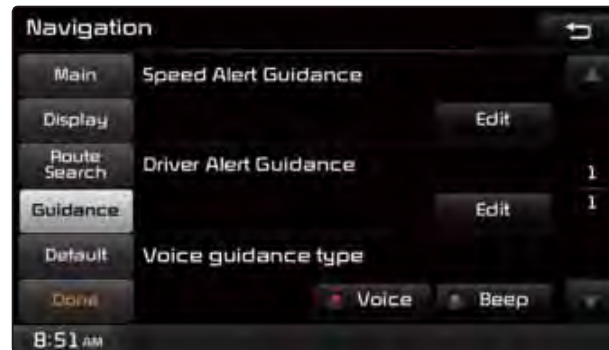 Navigation
Main
Display
Route
Search
Guidance
Default
Done
Speed Alert Guidance
Edit
Driver Alert Guidance
Edit
Voice guidance type
Voice
Beep
1
1
8:51 AM